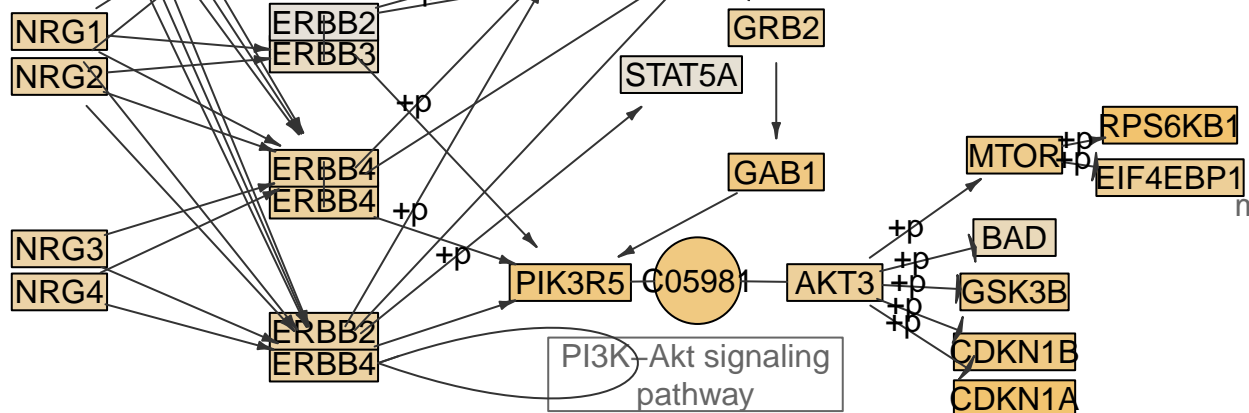 NRG1
NRG2
ERBB2
ERBB3
GRB2
STAT5A
+p
RPS6KB1
+p
MTOR
+p
EIF4EBP1
ERBB4
ERBB4
GAB1
+p
+p
NRG3
NRG4
+p
BAD
+p
PIK3R5
C05981
AKT3
+p
GSK3B
+p
+p
ERBB2
ERBB4
CDKN1B
CDKN1A
PI3K–Akt signaling
pathway